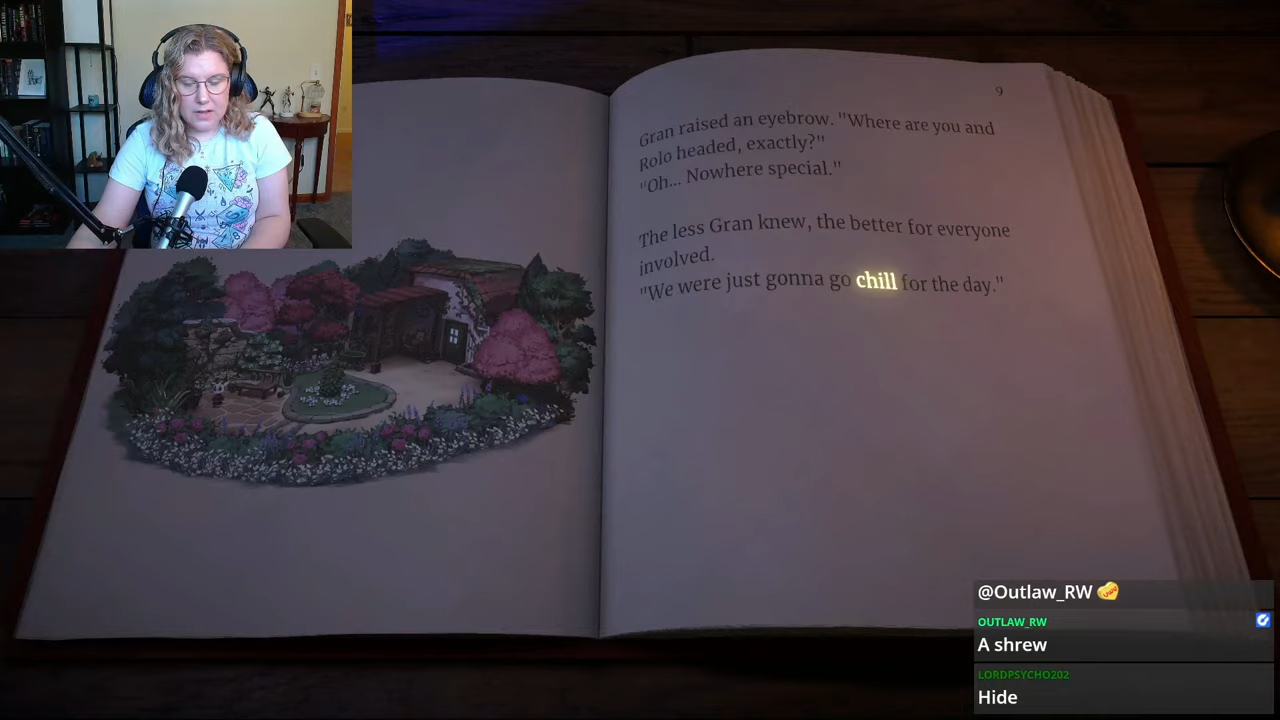 9
Gran raised an eyebrow. "Where are you and
Rolo headed, exactly?"
"Oh... Nowhere special."
The less Gran knew, the better for everyone
involved.
"We were just gonna go chill for the day."
@Outlaw_RW
OUTLAW_RW
A shrew
LORDPSYCHO202
Hide